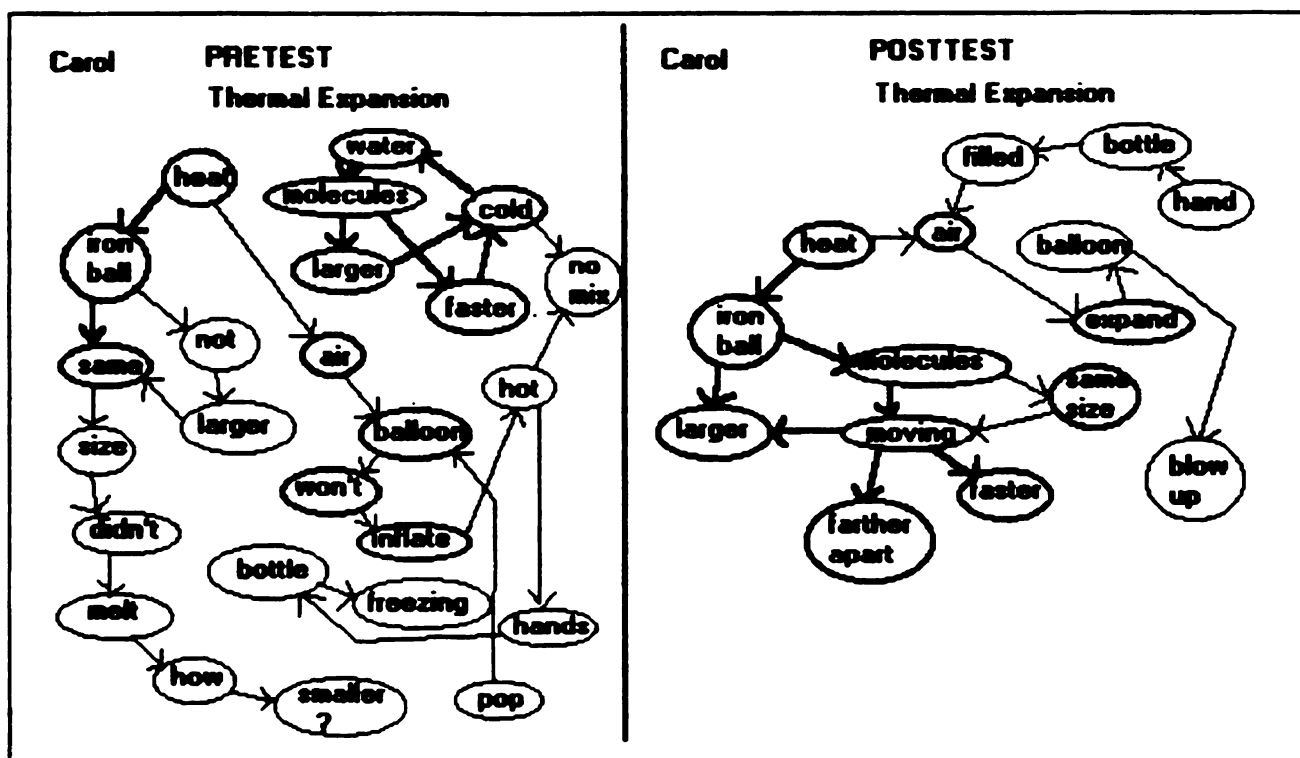 Carol
PRETEST
Thermal Expansion
water
heat
molecules
cold
iron
ball
larger
no
mix
faster
not
air
same
hot
larger
balloon
size
won't
inflate
didn't
bottle
freezing
melt
hands
how
smaller
?
pop
Carol
POSTTEST
Thermal Expansion
filled
bottle
hand
air
heat
balloon
iron
ball
expand
molecules
same
size
larger
moving
blow
up
faster
farther
apart